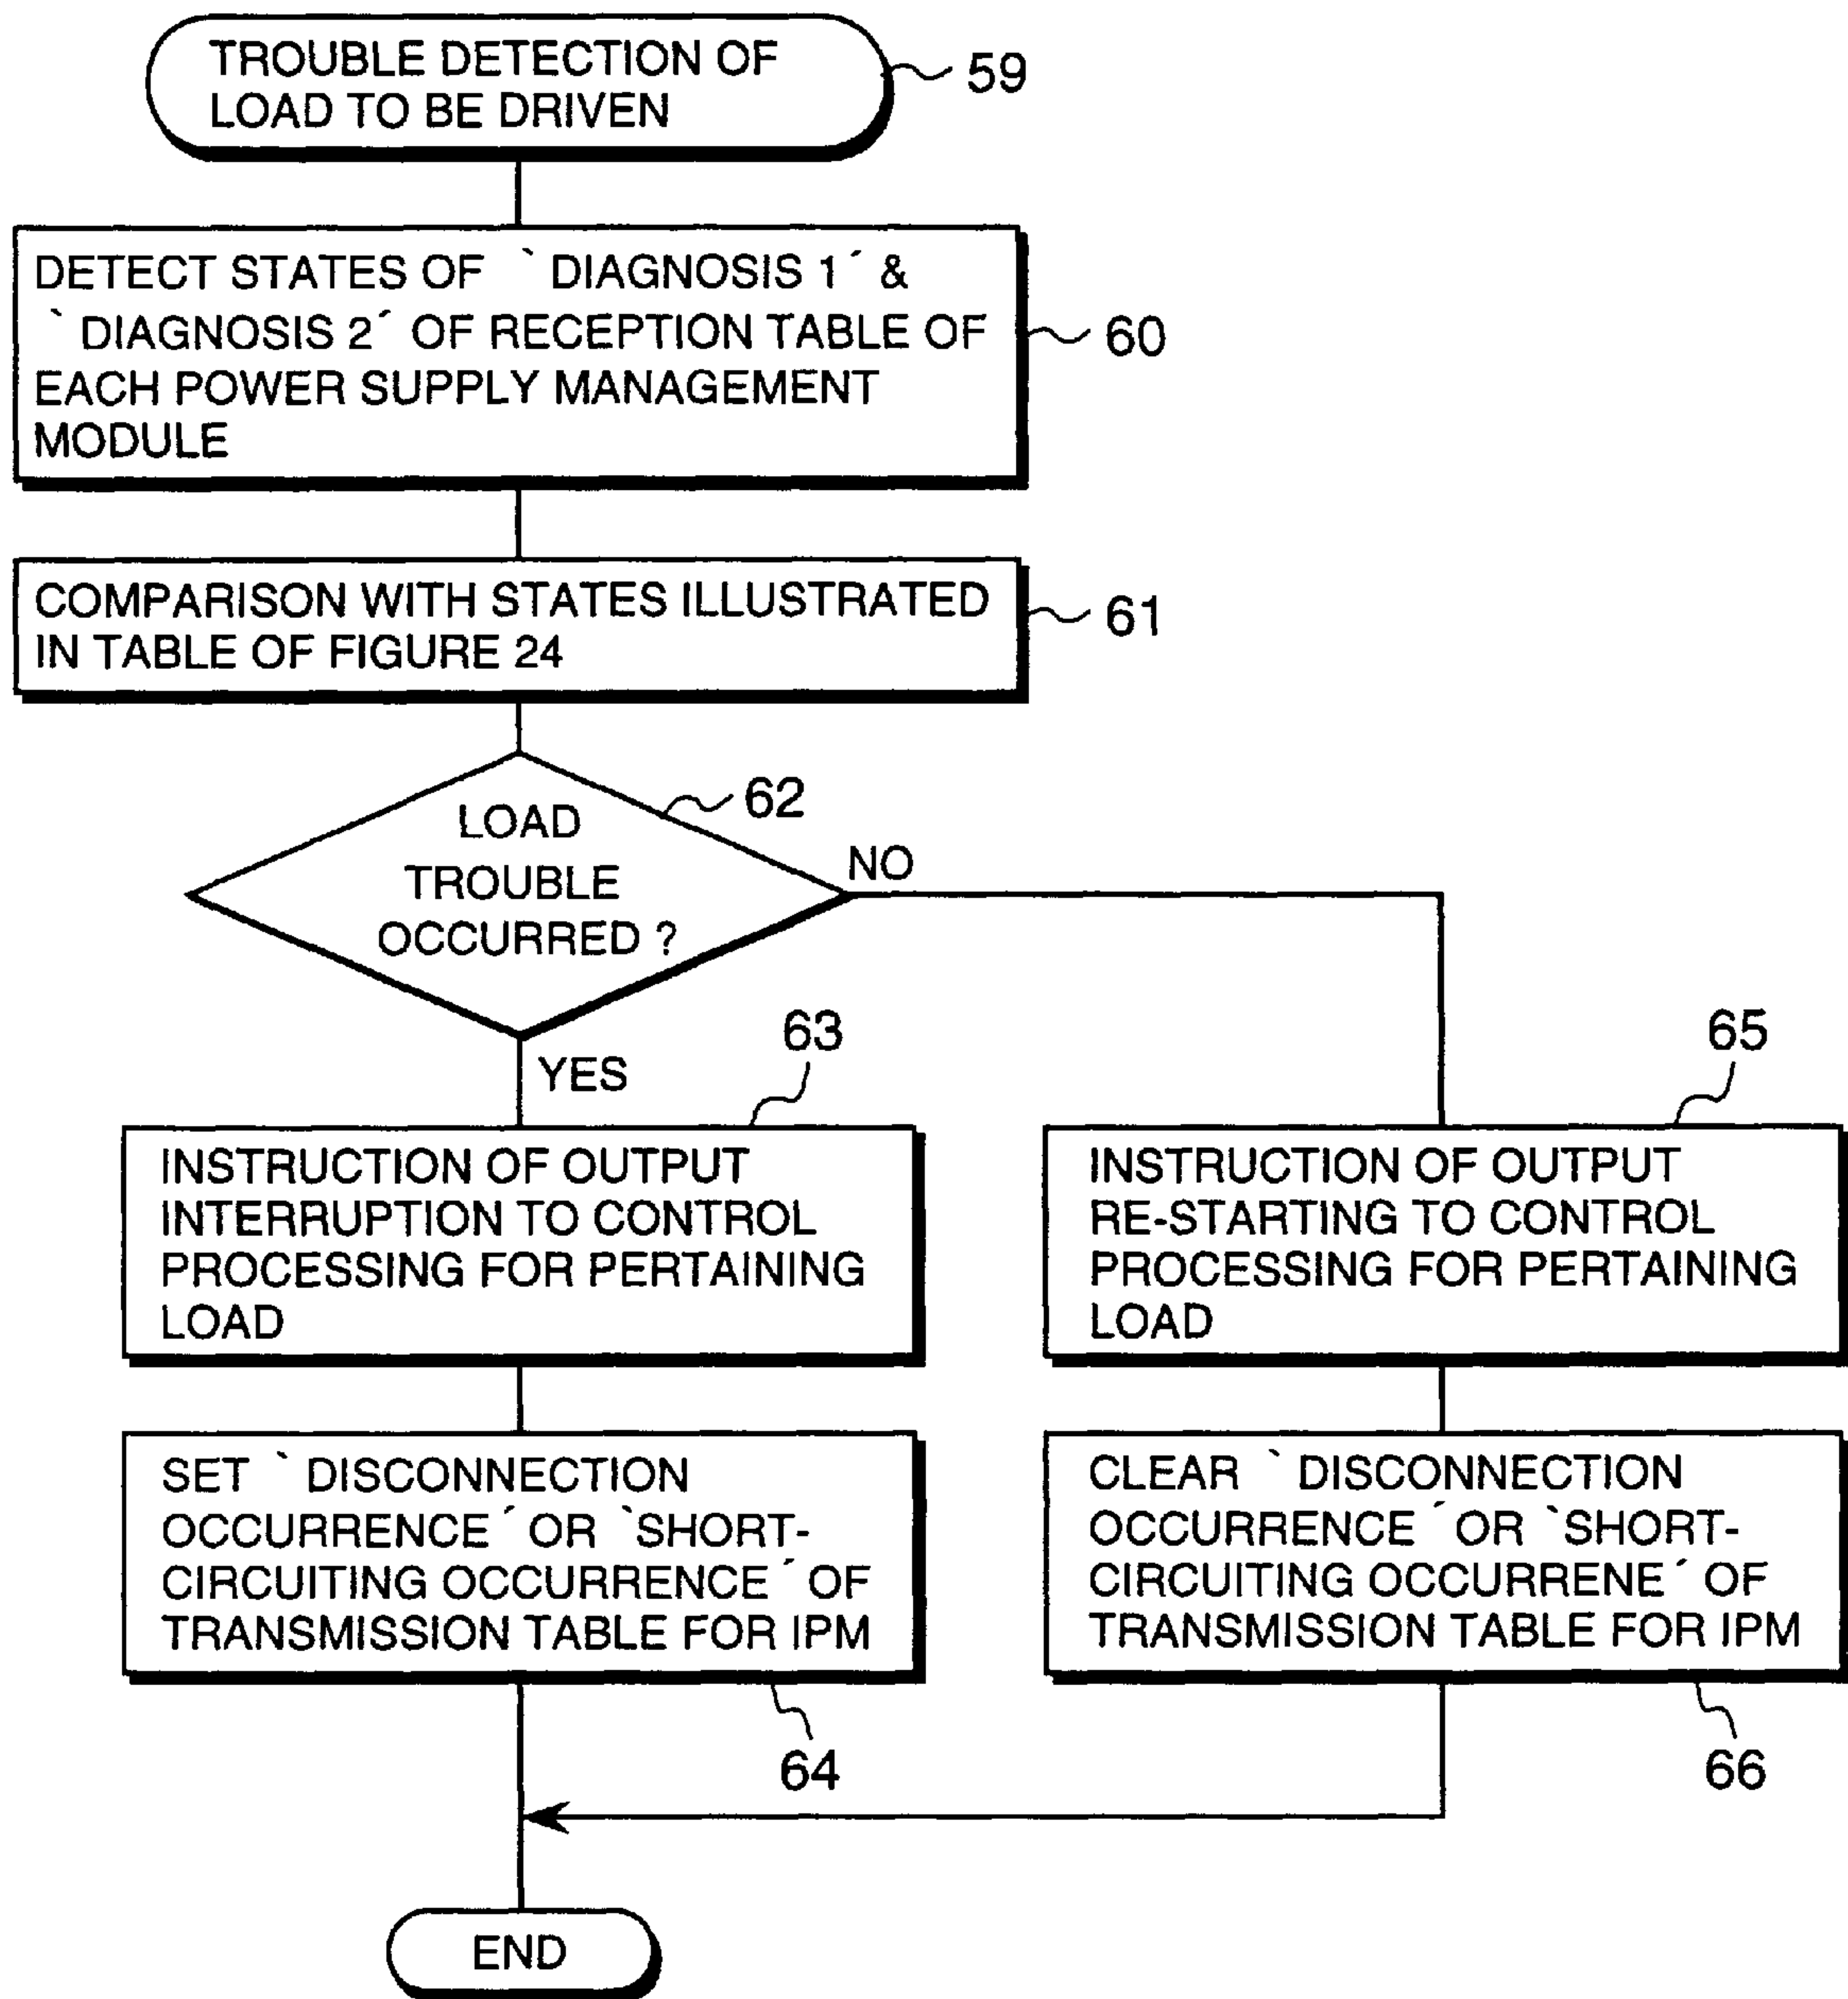 TROUBLE DETECTION OF
LOAD TO BE DRIVEN
59
DETECT STATES OF `DIAGNOSIS 1´ &
`DIAGNOSIS 2´ OF RECEPTION TABLE OF
EACH POWER SUPPLY MANAGEMENT
MODULE
60
COMPARISON WITH STATES ILLUSTRATED
IN TABLE OF FIGURE 24
61
62
LOAD
TROUBLE
OCCURRED ?
NO
YES
63
INSTRUCTION OF OUTPUT
INTERRUPTION TO CONTROL
PROCESSING FOR PERTAINING
LOAD
65
INSTRUCTION OF OUTPUT
RE-STARTING TO CONTROL
PROCESSING FOR PERTAINING
LOAD
SET `DISCONNECTION
OCCURRENCE´ OR `SHORT-
CIRCUITING OCCURRENCE´ OF
TRANSMISSION TABLE FOR IPM
64
CLEAR `DISCONNECTION
OCCURRENCE´ OR `SHORT-
CIRCUITING OCCURRENE´ OF
TRANSMISSION TABLE FOR IPM
66
END